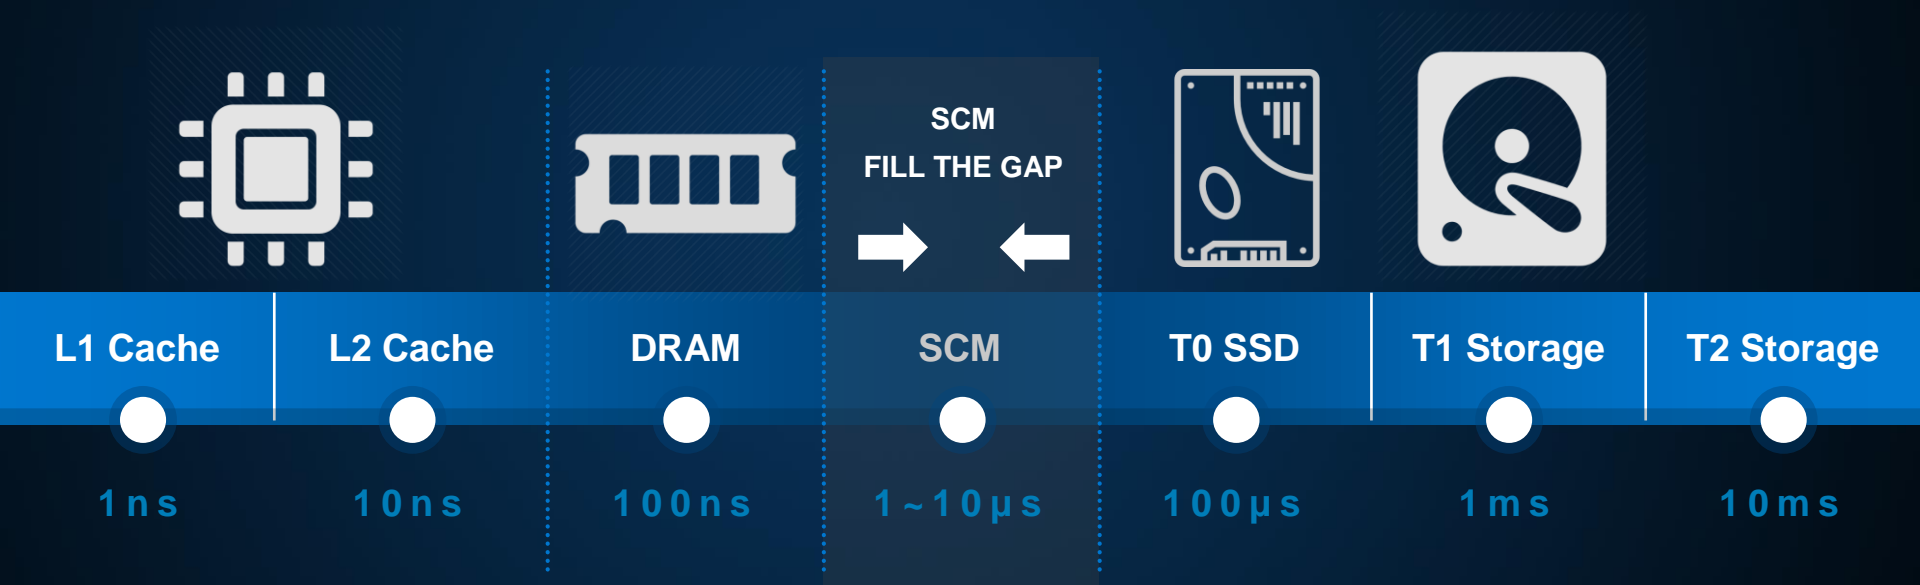 SCM
FILL THE GAP
L1 Cache
L2 Cache
DRAM
SCM
T0 SSD
T1 Storage
T2 Storage
1ns
10ns
100ns
1~10μs
100μs
1ms
10ms